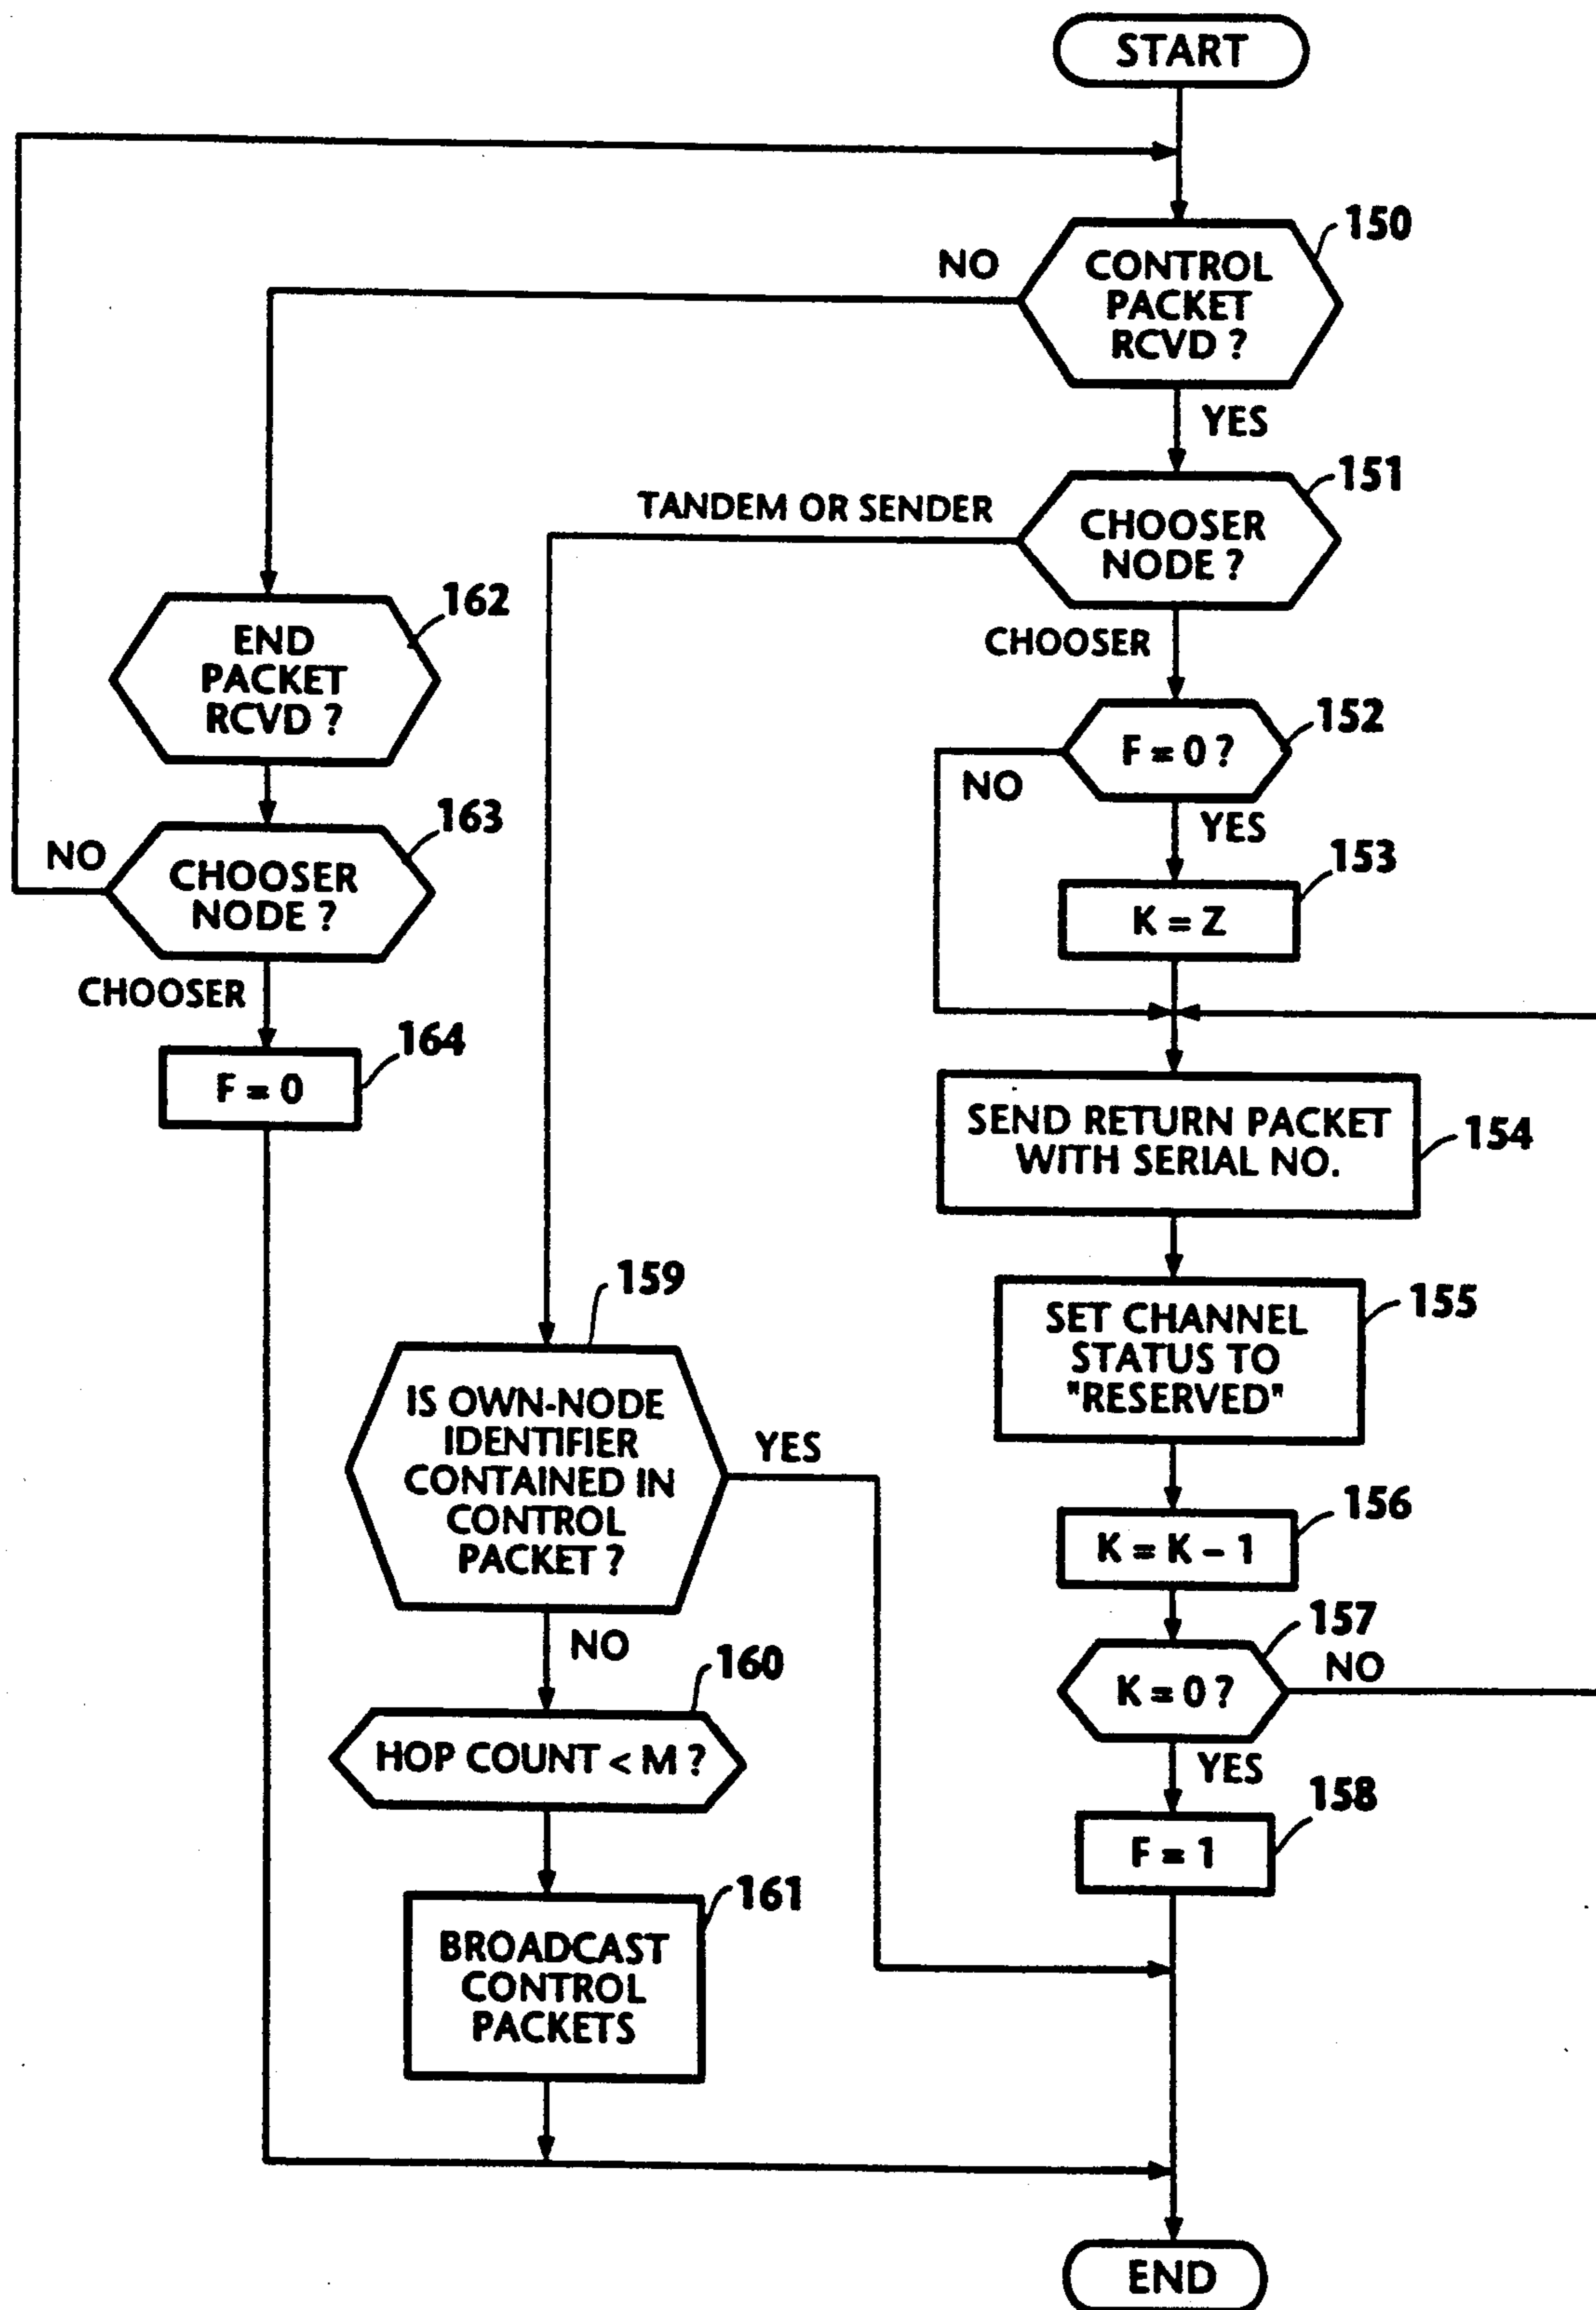 START
150
CONTROL
PACKET
RCVD ?
NO
YES
151
CHOOSER
NODE ?
TANDEM OR SENDER
CHOOSER
162
END
PACKET
RCVD ?
152
F = 0 ?
NO
YES
163
CHOOSER
NODE ?
NO
CHOOSER
153
K = Z
164
F = 0
SEND RETURN PACKET
WITH SERIAL NO.
154
159
IS OWN-NODE
IDENTIFIER
CONTAINED IN
CONTROL
PACKET ?
YES
NO
SET CHANNEL
STATUS TO
"RESERVED"
155
156
K = K – 1
157
K = 0 ?
NO
YES
160
HOP COUNT < M ?
158
F = 1
161
BROADCAST
CONTROL
PACKETS
END